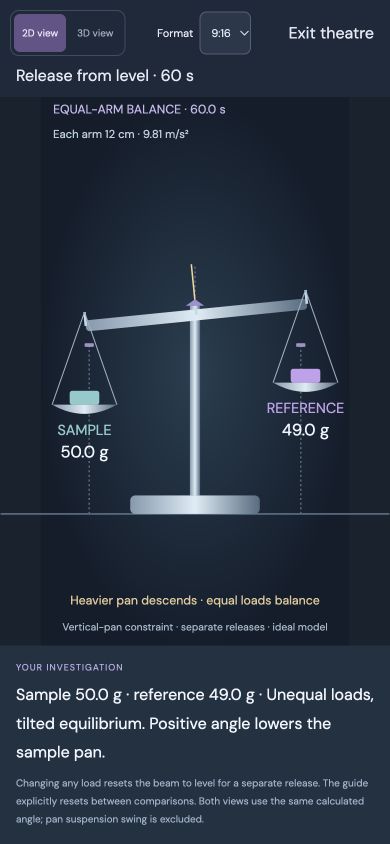 2D view 3D view Format 9:16 Exit theatre
Release from level · 60 s
EQUAL-ARM BALANCE · 60.0 s
Each arm 12 cm · 9.81 m/s²
REFERENCE
49.0 g
SAMPLE
50.0 g
Heavier pan descends · equal loads balance
Vertical-pan constraint · separate releases · ideal model
YOUR INVESTIGATION
Sample 50.0 g · reference 49.0 g · Unequal loads,
tilted equilibrium. Positive angle lowers the
sample pan.
Changing any load resets the beam to level for a separate release. The guide
explicitly resets between comparisons. Both views use the same calculated
angle; pan suspension swing is excluded.